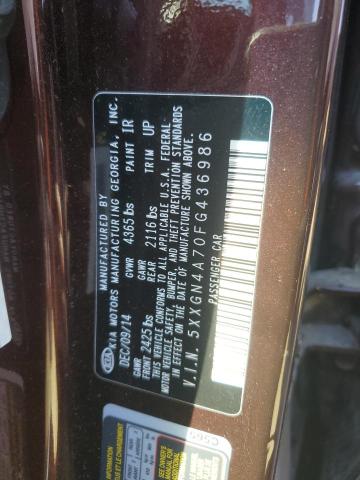 MANUFACTURED BY
KIA KIA MOTORS MANUFACTURING GEORGIA, INC.
DEC/09/14 GVWR 4365 lbs PAINT IR
GAWR FRONT 2425 lbs GAWR REAR 2116 lbs TRIM UP
THIS VEHICLE CONFORMS TO ALL APPLICABLE U.S.A. FEDERAL
MOTOR VEHICLE SAFETY, BUMPER, AND THEFT PREVENTION STANDARDS
IN EFFECT ON THE DATE OF MANUFACTURE SHOWN ABOVE.
V.I.N. 5XXGN4A70FG436986
PASSENGER CAR